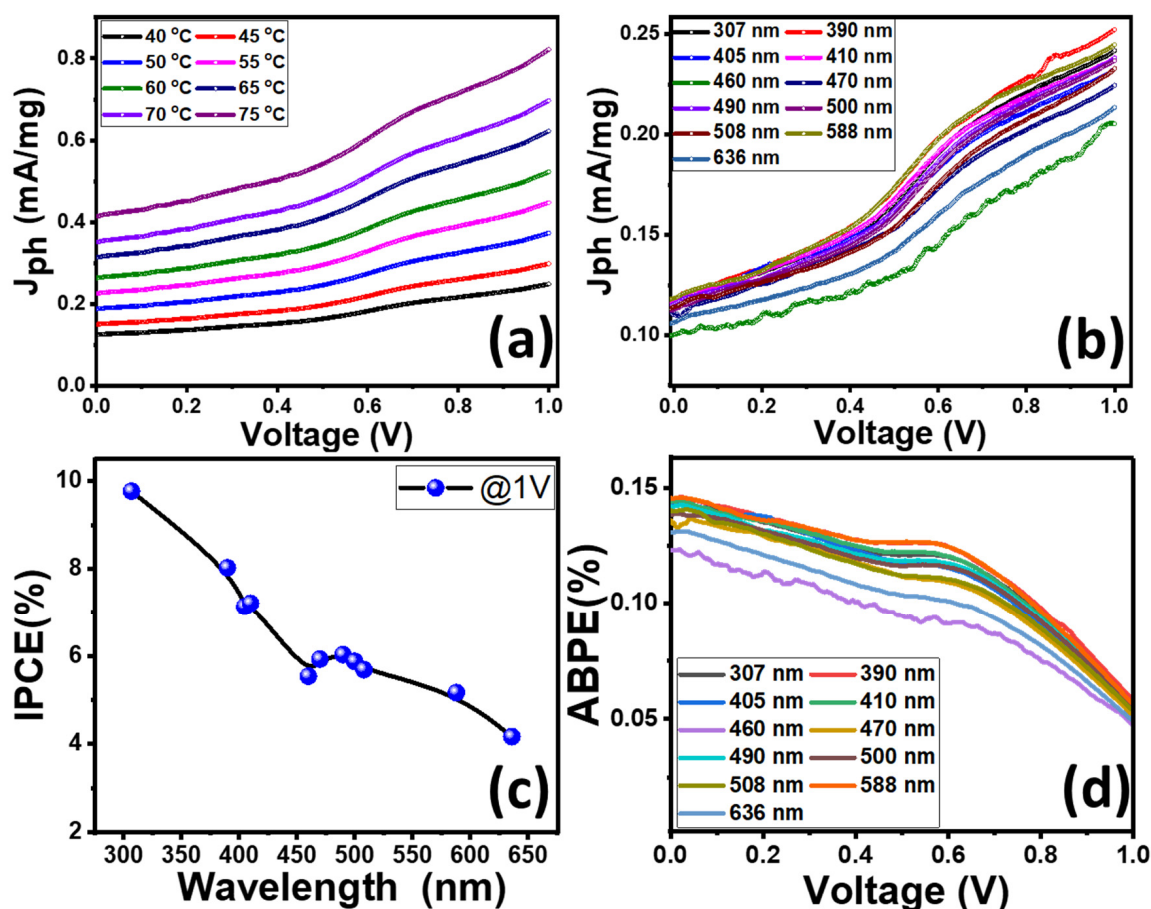 40 °C 45 °C
50 °C 55 °C
60 °C 65 °C
70 °C 75 °C
0.8
0.6
0.4
0.2
0.0
Jph (mA/mg)
(a)
0.0 0.2 0.4 0.6 0.8 1.0
Voltage (V)
307 nm 390 nm
405 nm 410 nm
460 nm 470 nm
490 nm 500 nm
508 nm 588 nm
636 nm
0.25
0.20
0.15
0.10
Jph (mA/mg)
(b)
0.0 0.2 0.4 0.6 0.8 1.0
Voltage (V)
@1V
10
8
6
4
2
IPCE(%)
(c)
300 350 400 450 500 550 600 650
Wavelength (nm)
0.15
0.10
0.05
ABPE(%)
307 nm 390 nm
405 nm 410 nm
460 nm 470 nm
490 nm 500 nm
508 nm 588 nm
636 nm
(d)
0.0 0.2 0.4 0.6 0.8 1.0
Voltage (V)